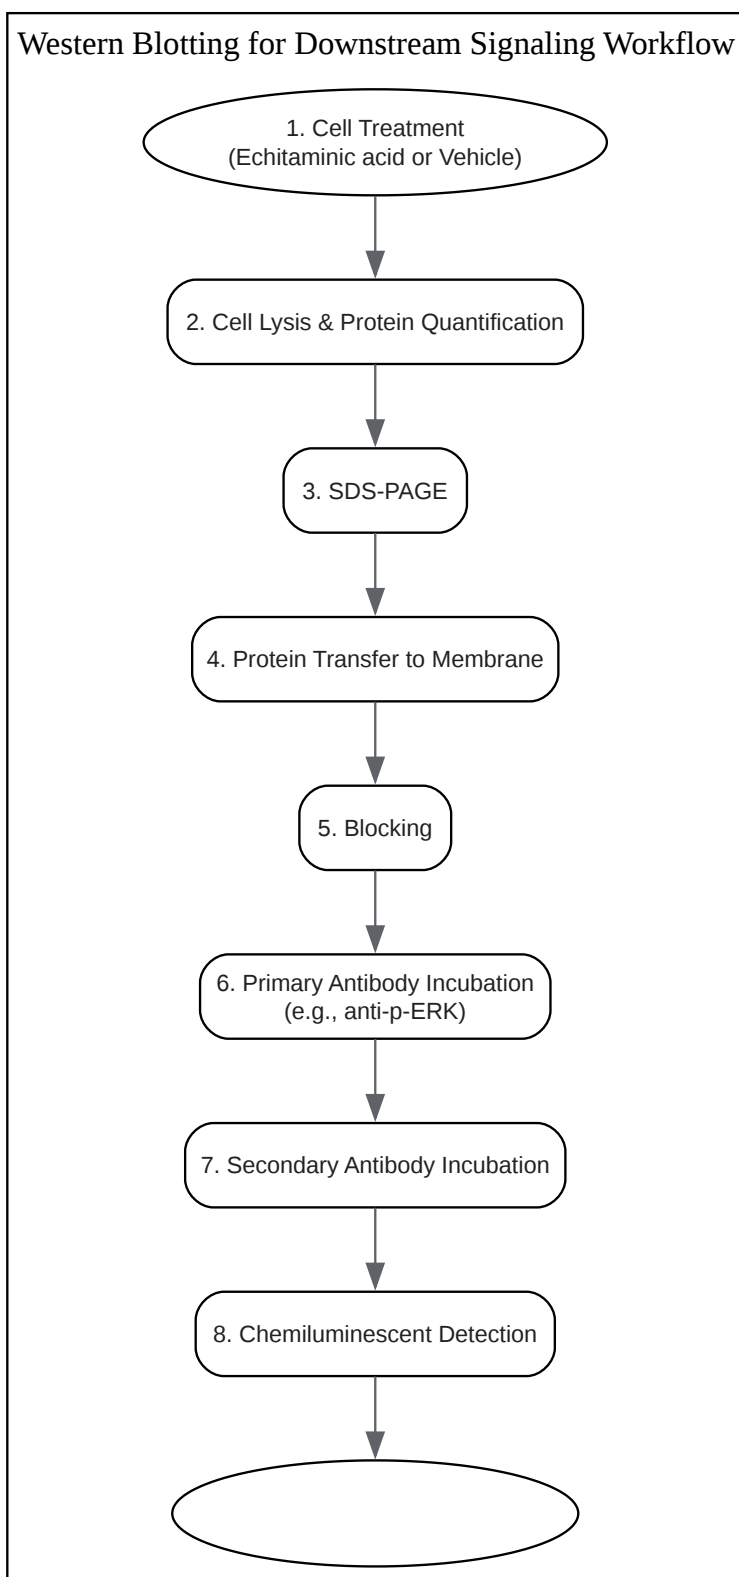 Western Blotting for Downstream Signaling Workflow
1. Cell Treatment
(Echitaminic acid or Vehicle)
2. Cell Lysis & Protein Quantification
3. SDS-PAGE
4. Protein Transfer to Membrane
5. Blocking
6. Primary Antibody Incubation
(e.g., anti-p-ERK)
7. Secondary Antibody Incubation
8. Chemiluminescent Detection